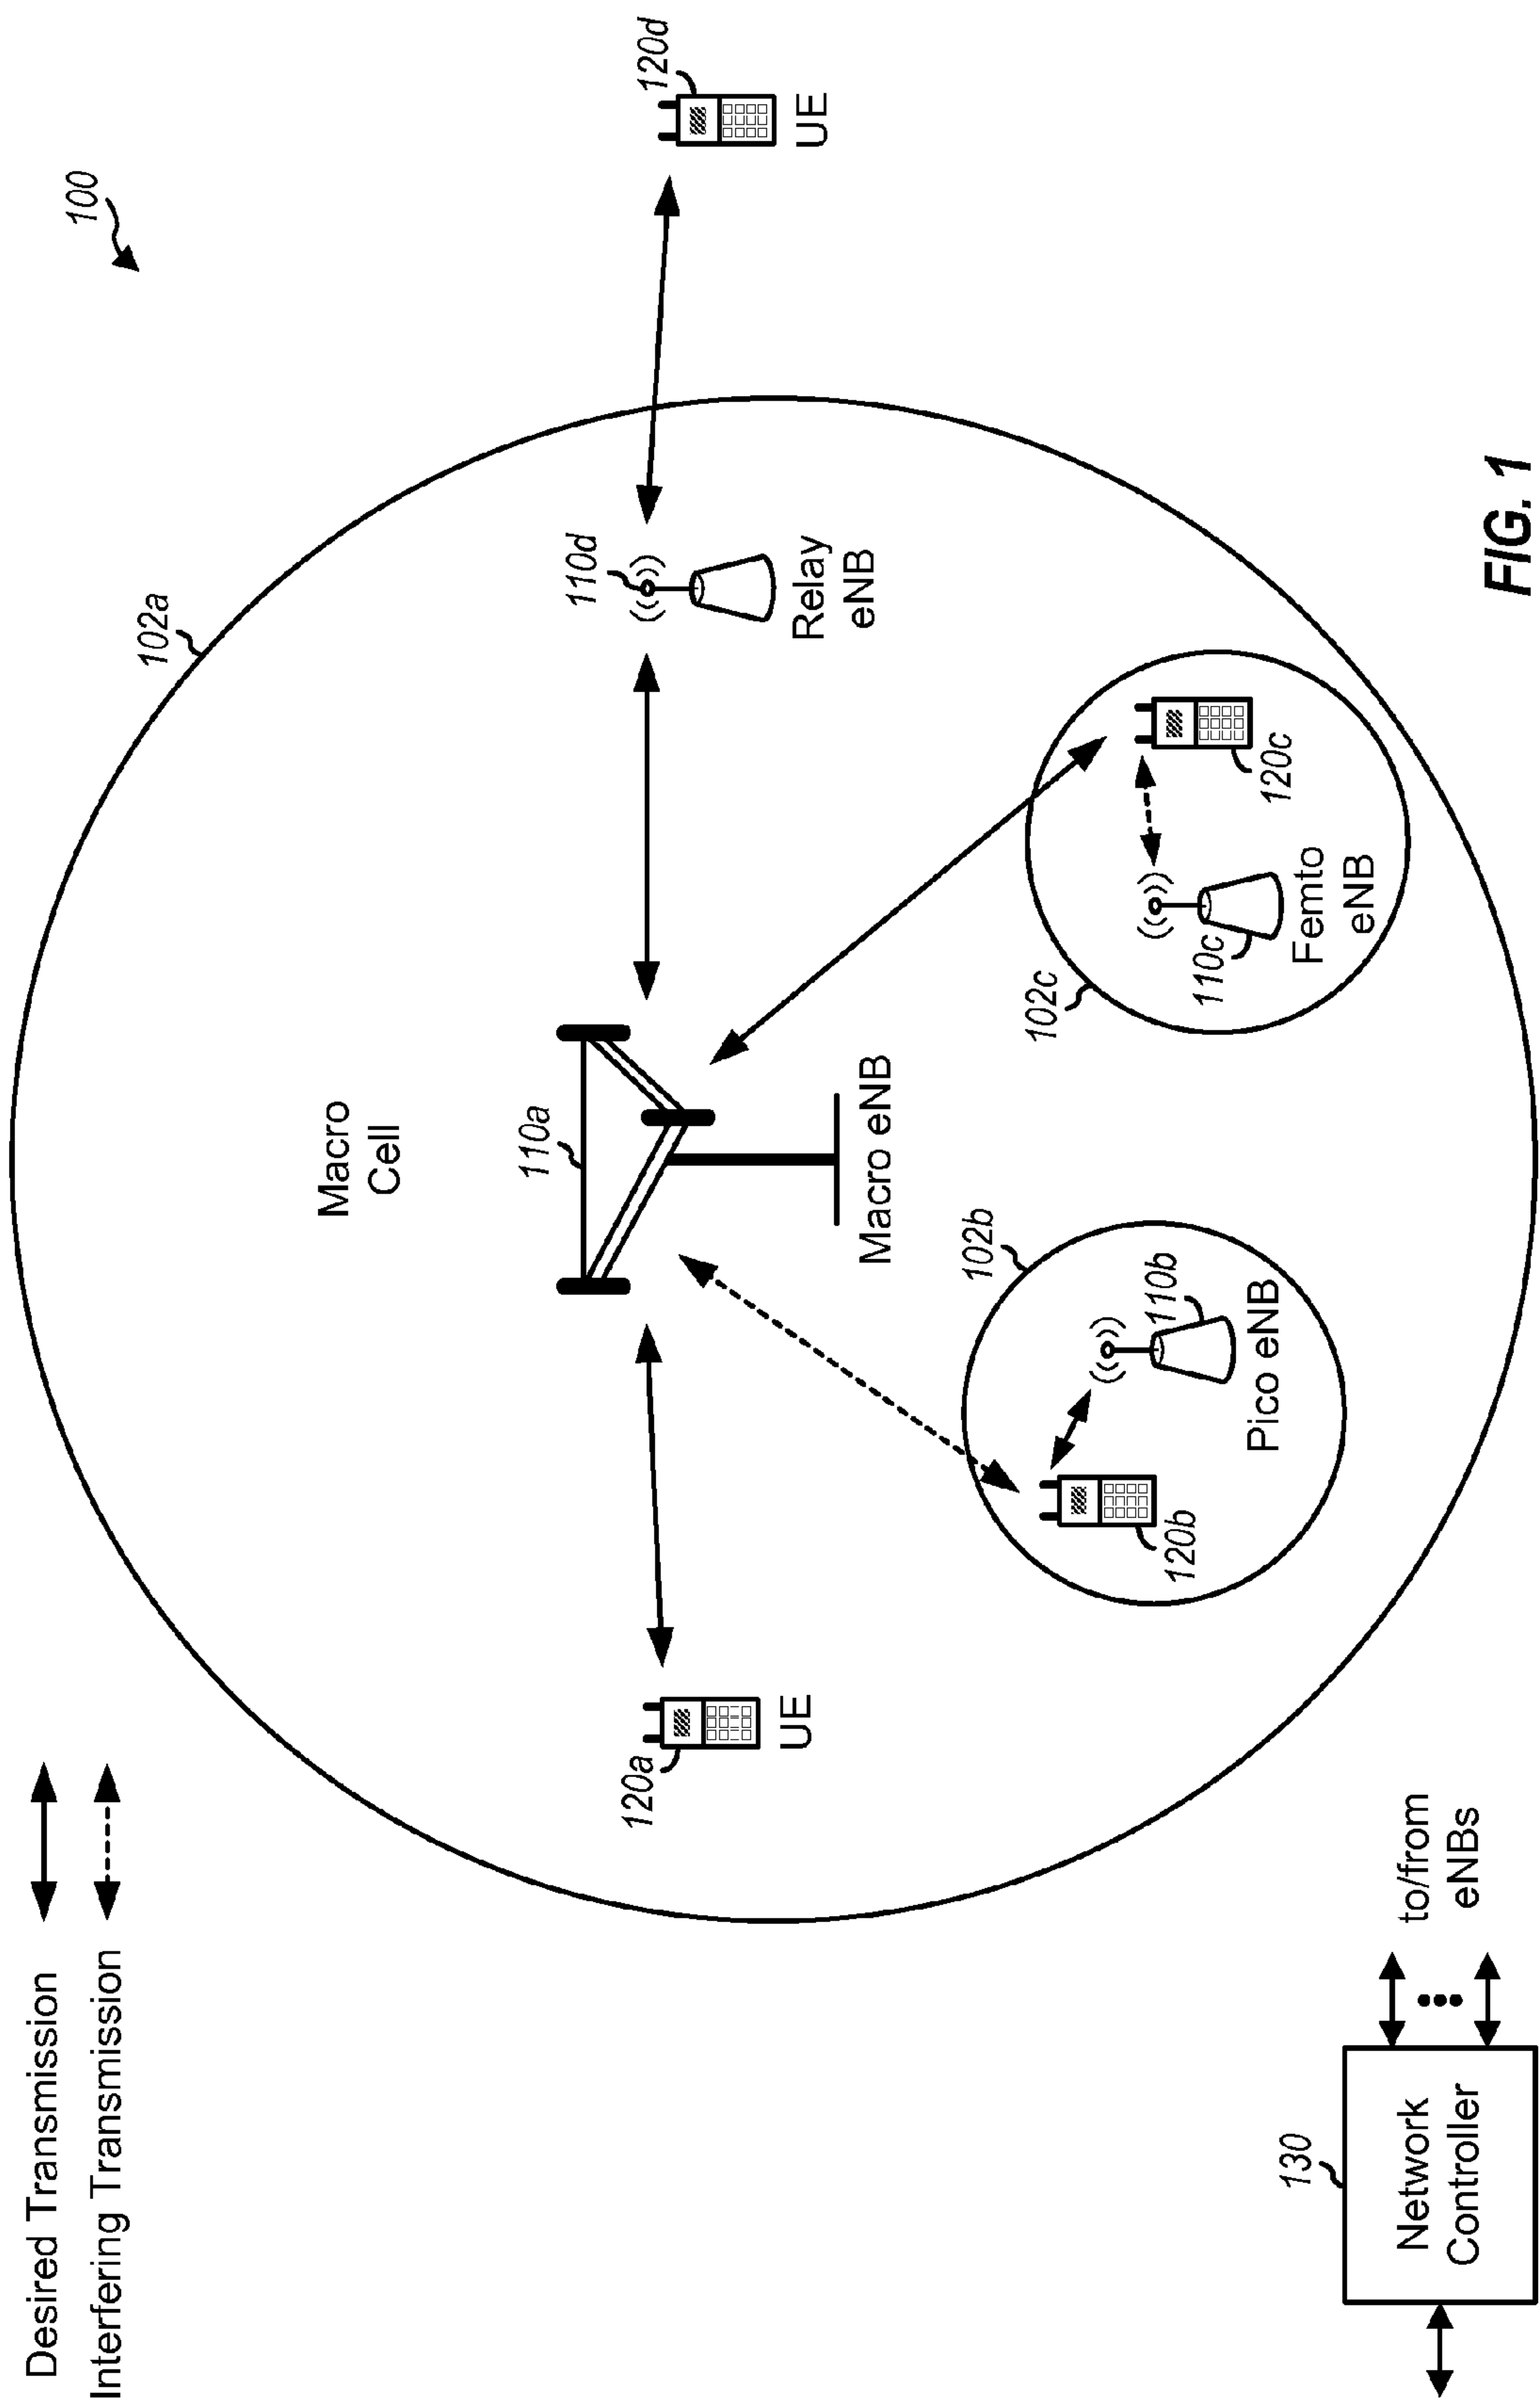 Desired Transmission
Interfering Transmission
100
102a
Macro
Cell
110a
Macro eNB
110d
Relay
eNB
120d
UE
120a
UE
102b
110b
Pico eNB
120b
102c
110c
Femto
eNB
120c
130
Network
Controller
to/from
eNBs
FIG. 1